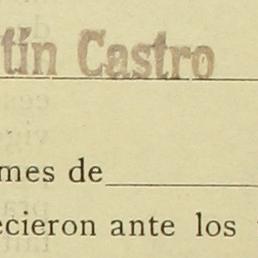 tín Castro
mes de
ecieron ante los